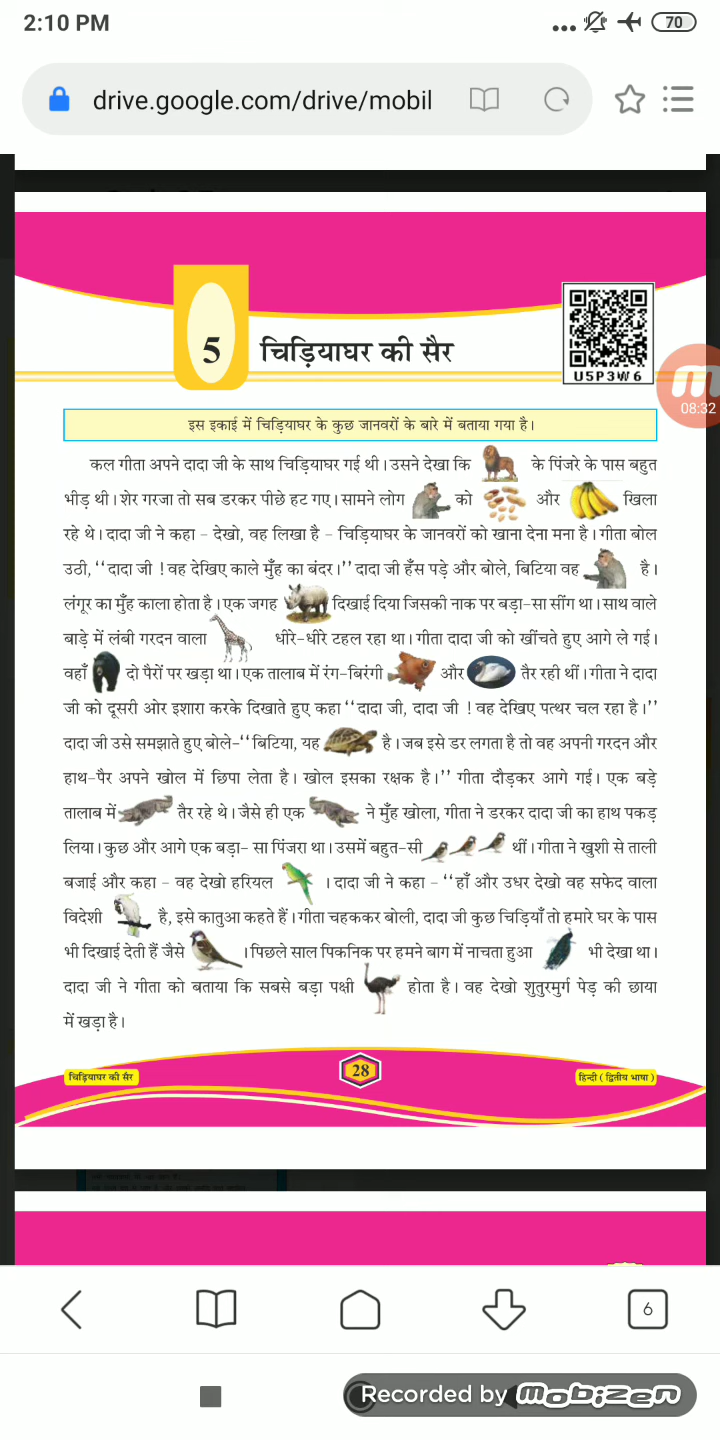 2:10 PM
70
drive.google.com/drive/mobil
5
चिड़ियाघर की सैर
U5P3W6
08:32
इस इकाई में चिड़ियाघर के कुछ जानवरों के बारे में बताया गया है।
कल गीता अपने दादा जी के साथ चिड़ियाघर गई थी। उसने देखा कि के पिंजरे के पास बहुत
भीड़ थी। शेर गरजा तो सब डरकर पीछे हट गए। सामने लोग को और खिला
रहे थे। दादा जी ने कहा - देखो, वह लिखा है - चिड़ियाघर के जानवरों को खाना देना मना है। गीता बोल
उठी, ‘‘दादा जी ! वह देखिए काले मुँह का बंदर।’’ दादा जी हँस पड़े और बोले, बिटिया वह है।
लंगूर का मुँह काला होता है। एक जगह दिखाई दिया जिसकी नाक पर बड़ा-सा सींग था। साथ वाले
बाड़े में लंबी गरदन वाला धीरे-धीरे टहल रहा था। गीता दादा जी को खींचते हुए आगे ले गई।
वहाँ दो पैरों पर खड़ा था। एक तालाब में रंग-बिरंगी और तैर रही थीं। गीता ने दादा
जी को दूसरी ओर इशारा करके दिखाते हुए कहा ‘‘दादा जी, दादा जी ! वह देखिए पत्थर चल रहा है।’’
दादा जी उसे समझाते हुए बोले-‘‘बिटिया, यह है। जब इसे डर लगता है तो वह अपनी गरदन और
हाथ-पैर अपने खोल में छिपा लेता है। खोल इसका रक्षक है।’’ गीता दौड़कर आगे गई। एक बड़े
तालाब में तैर रहे थे। जैसे ही एक ने मुँह खोला, गीता ने डरकर दादा जी का हाथ पकड़
लिया। कुछ और आगे एक बड़ा- सा पिंजरा था। उसमें बहुत-सी थीं। गीता ने खुशी से ताली
बजाई और कहा - वह देखो हरियल । दादा जी ने कहा - ‘‘हाँ और उधर देखो वह सफेद वाला
विदेशी है, इसे कातुआ कहते हैं। गीता चहककर बोली, दादा जी कुछ चिड़ियाँ तो हमारे घर के पास
भी दिखाई देती हैं जैसे । पिछले साल पिकनिक पर हमने बाग में नाचता हुआ भी देखा था।
दादा जी ने गीता को बताया कि सबसे बड़ा पक्षी होता है। वह देखो शुतुरमुर्ग पेड़ की छाया
में खड़ा है।
चिड़ियाघर की सैर
28
हिन्दी ( द्वितीय भाषा )
6
Recorded by mobizen